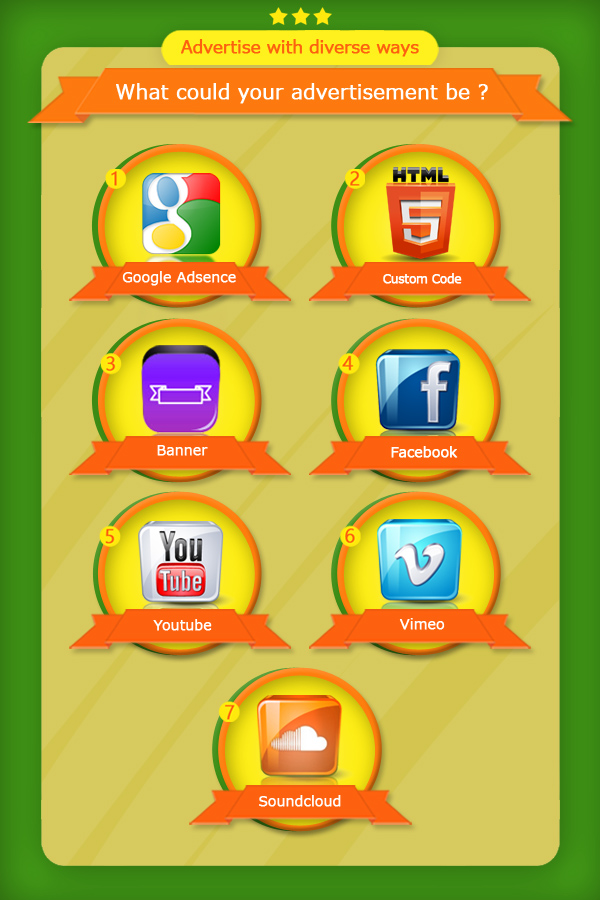 Advertise with diverse ways
What could your advertisement be ?
1
g
Google Adsence
2
HTML
5
Custom Code
3
Banner
4
f
Facebook
5
You
Tube
Youtube
6
v
Vimeo
7
Soundcloud